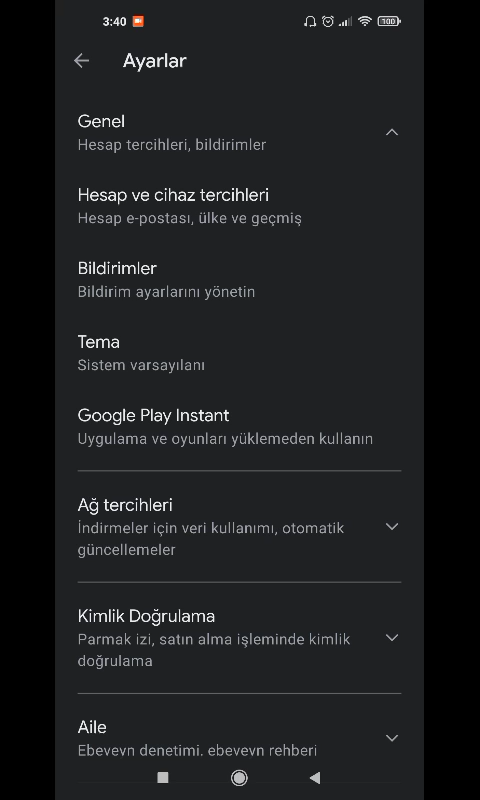 3:40
100
Ayarlar
Genel
Hesap tercihleri, bildirimler
Hesap ve cihaz tercihleri
Hesap e-postası, ülke ve geçmiş
Bildirimler
Bildirim ayarlarını yönetin
Tema
Sistem varsayılanı
Google Play Instant
Uygulama ve oyunları yüklemeden kullanın
Ağ tercihleri
İndirmeler için veri kullanımı, otomatik
güncellemeler
Kimlik Doğrulama
Parmak izi, satın alma işleminde kimlik
doğrulama
Aile
Ebeveyn denetimi, ebeveyn rehberi